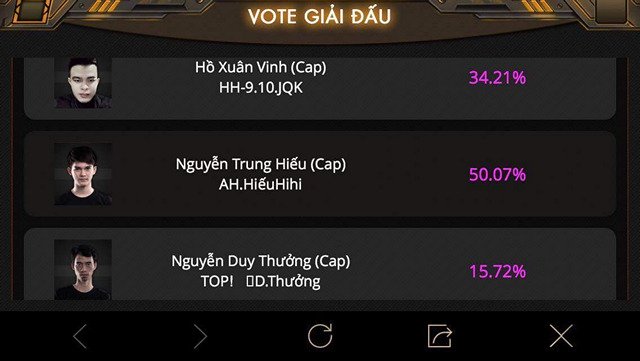 VOTE GIẢI ĐẤU
Hồ Xuân Vinh (Cap)
HH-9.10.JQK
34.21%
Nguyễn Trung Hiếu (Cap)
AH.HiếuHihi
50.07%
Nguyễn Duy Thưởng (Cap)
TOP! ▯D.Thưởng
15.72%